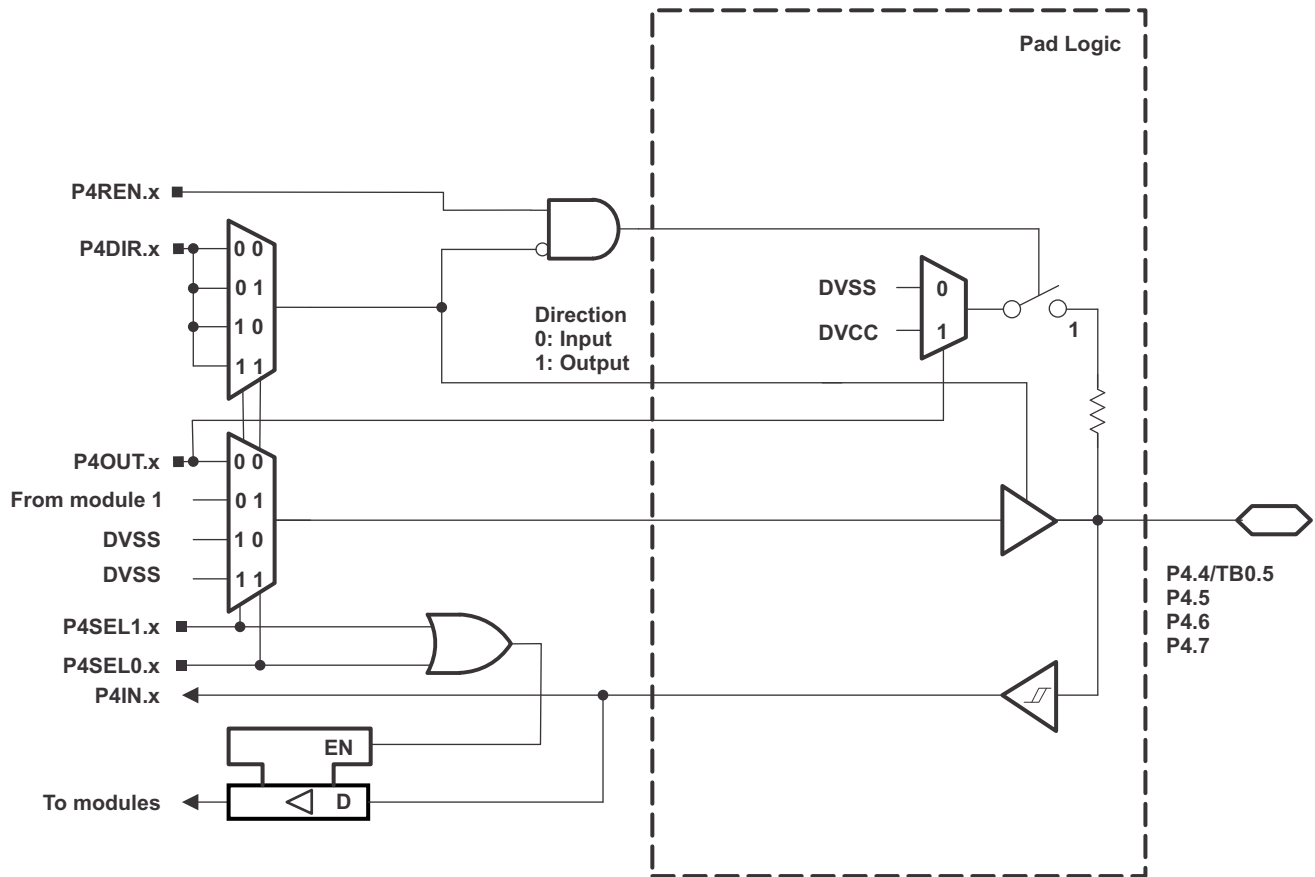 Pad Logic
P4REN.x
P4DIR.x
0 0
0 1
1 0
1 1
Direction
0: Input
1: Output
DVSS
DVCC
0
1
1
P4OUT.x
From module 1
DVSS
DVSS
0 0
0 1
1 0
1 1
P4SEL1.x
P4SEL0.x
P4IN.x
EN
D
To modules
P4.4/TB0.5
P4.5
P4.6
P4.7